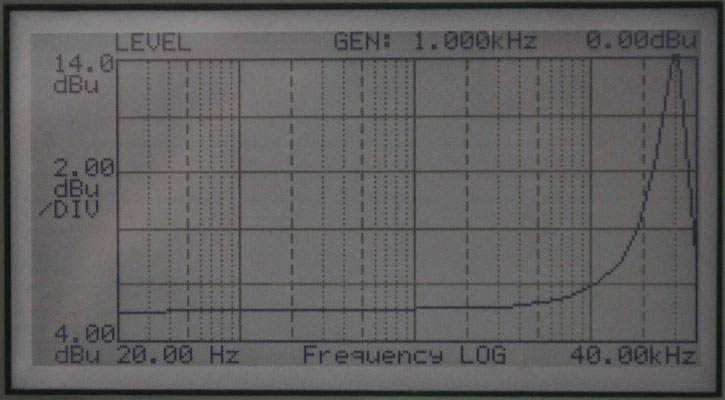 LEVEL GEN: 1.000kHz 0.00dBu
14.0
dBu
2.00
dBu
/DIV
4.00
dBu 20.00 Hz Frequency LOG 40.00kHz